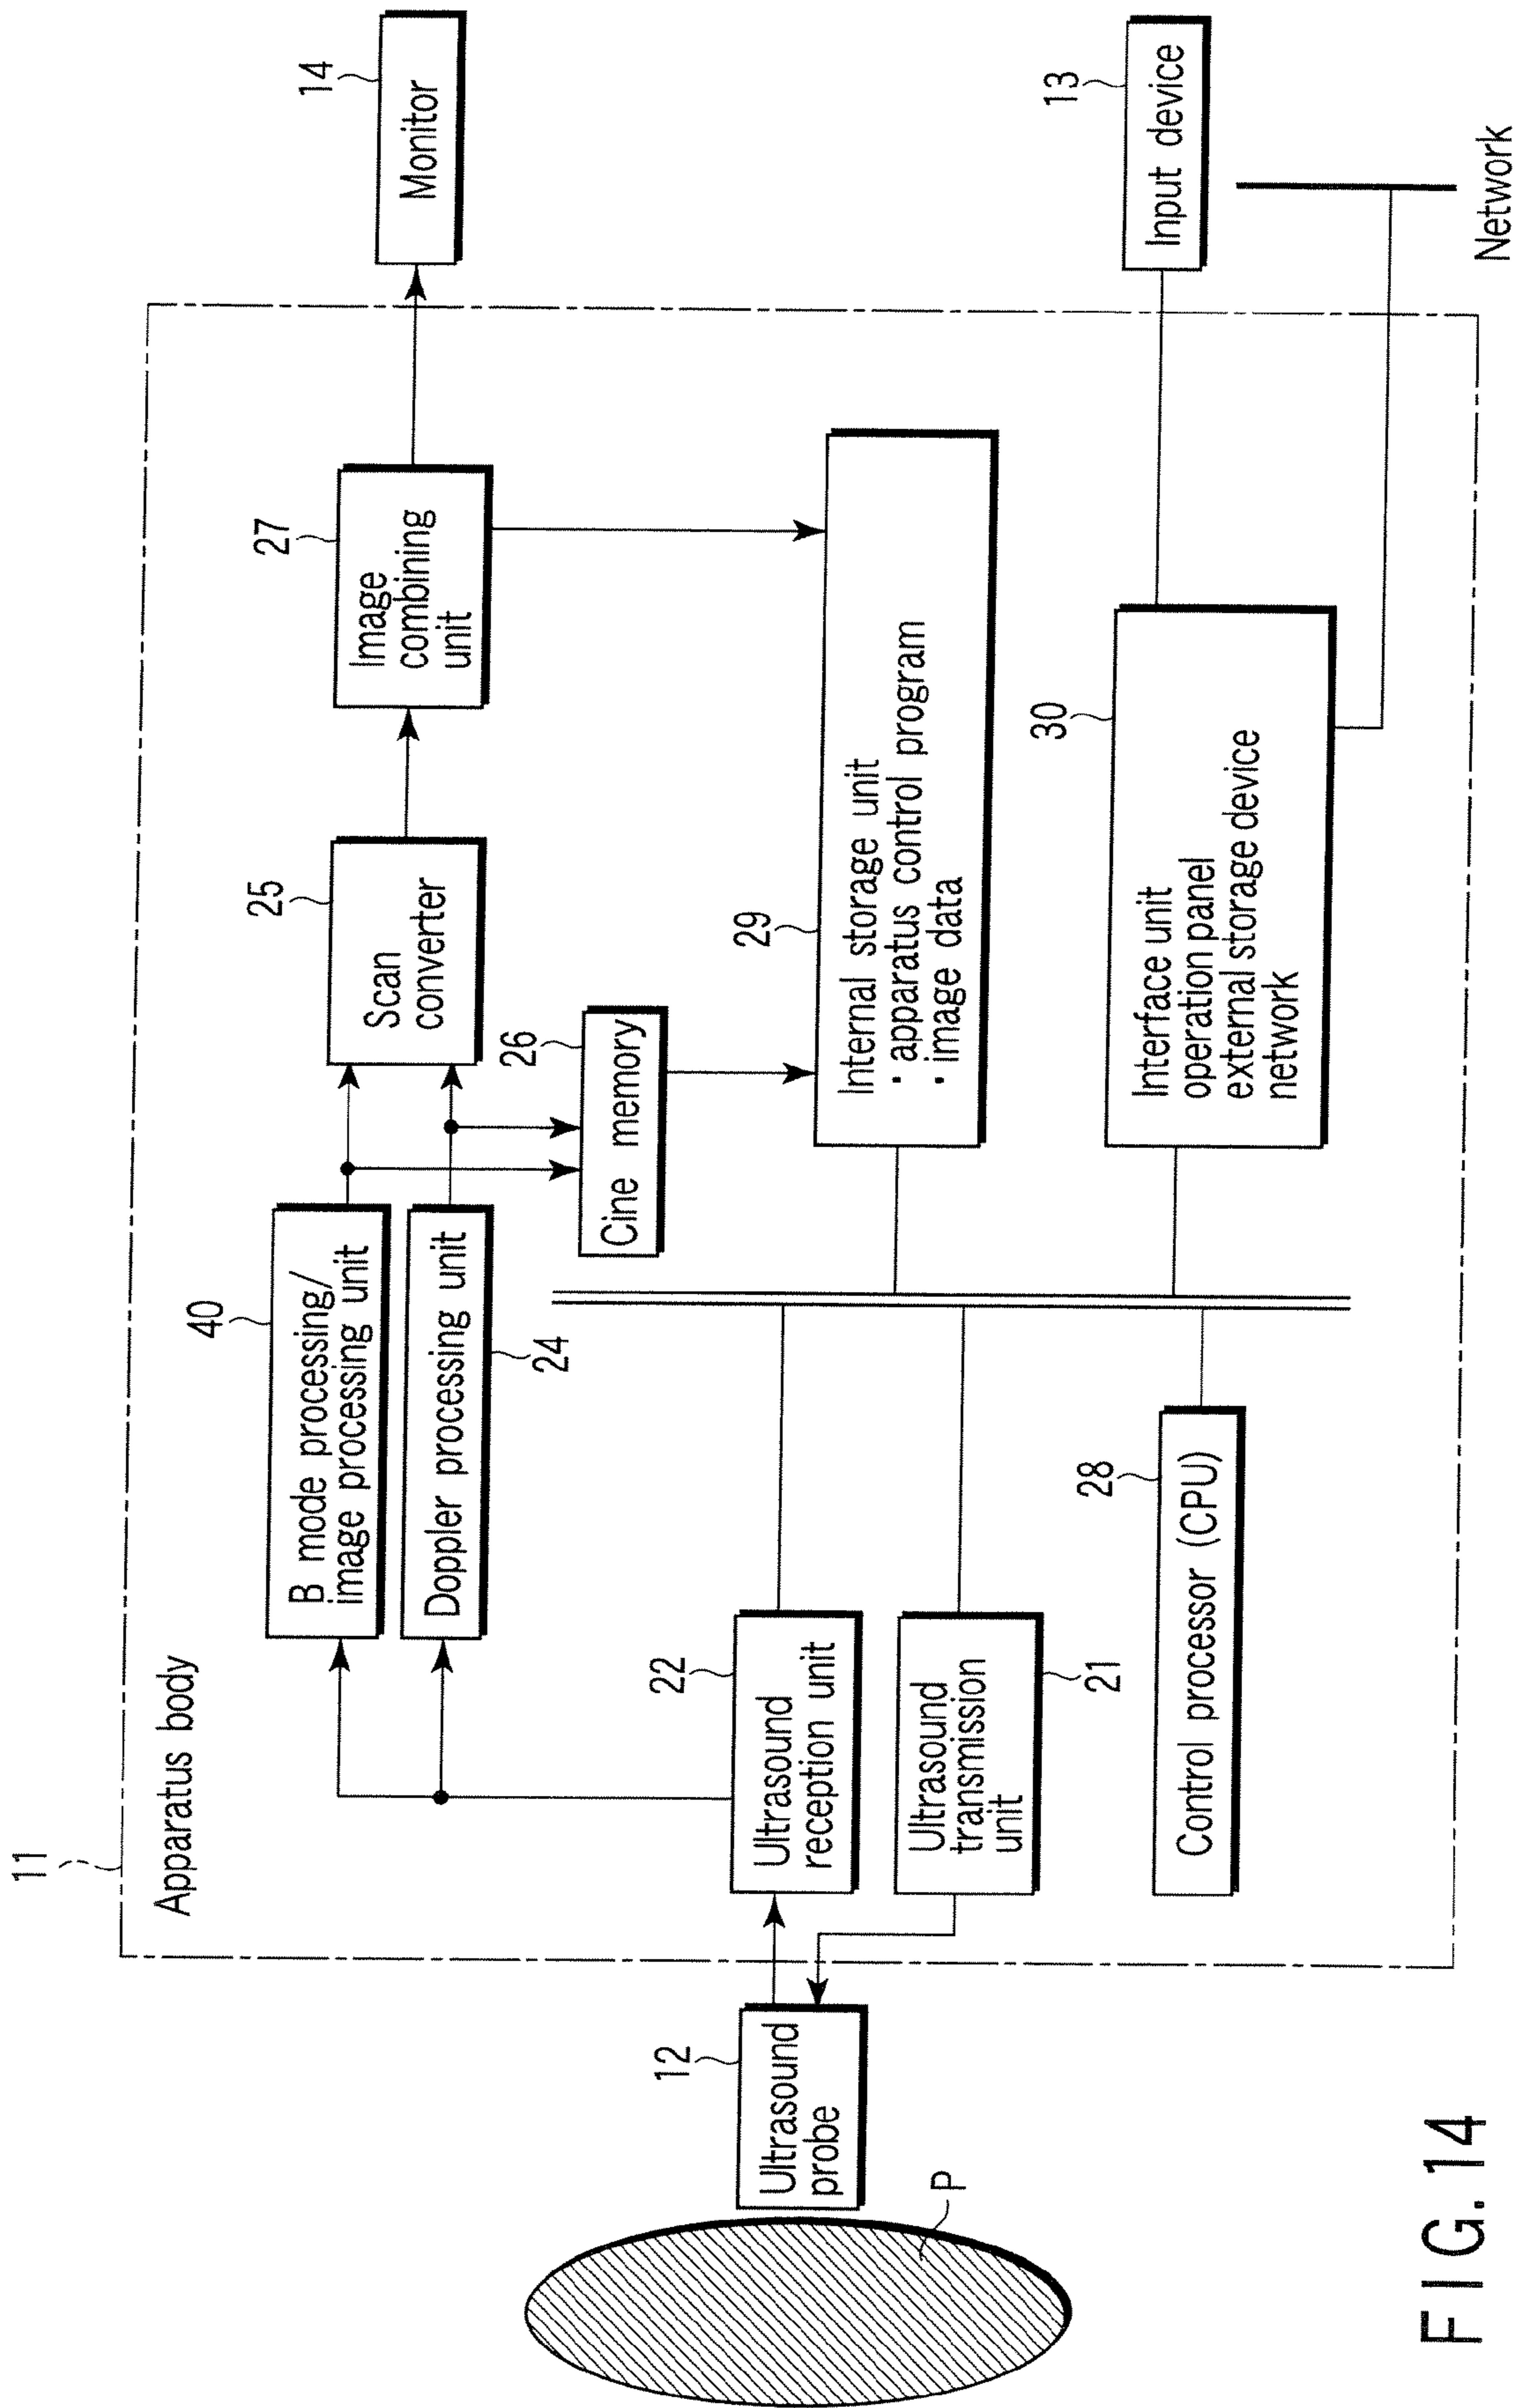 11
Apparatus body
40
B mode processing/
image processing unit
Doppler processing unit
24
25
Scan
converter
27
Image
combining
unit
14
Monitor
26
Cine memory
12
Ultrasound
probe
P
22
Ultrasound
reception unit
Ultrasound
transmission
unit
21
29
Internal storage unit
· apparatus control program
· image data
28
Control processor (CPU)
30
Interface unit
operation panel
external storage device
network
13
Input device
Network
FIG. 14